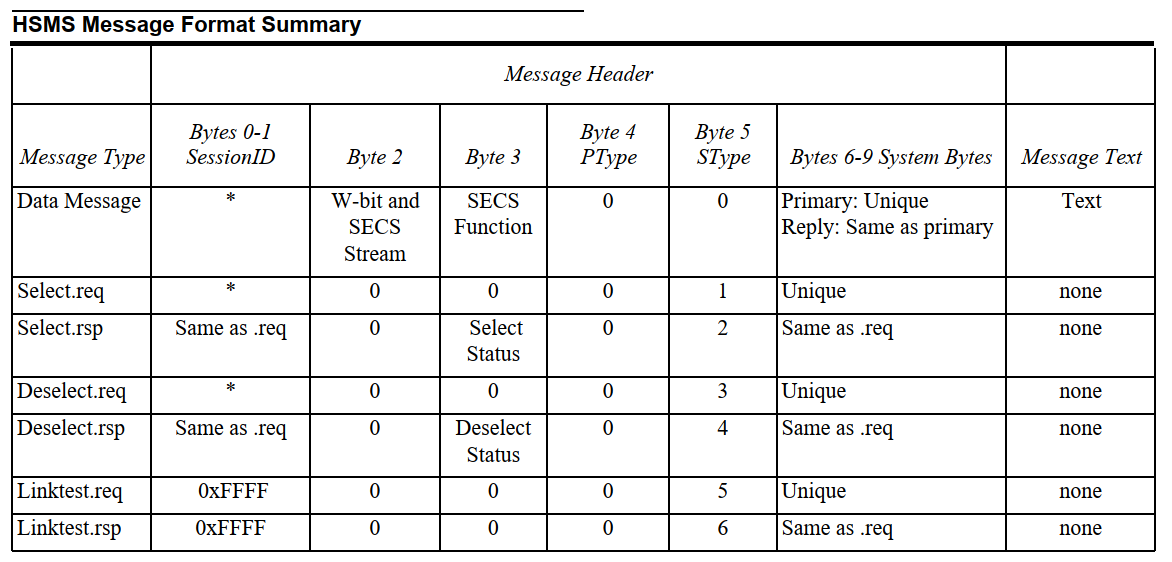 HSMS Message Format Summary
Message Header
Message Type Bytes 0-1 SessionID Byte 2 Byte 3 Byte 4 PType Byte 5 SType Bytes 6-9 System Bytes Message Text
Data Message * W-bit and SECS Stream SECS Function 0 0 Primary: Unique Reply: Same as primary Text
Select.req * 0 0 0 1 Unique none
Select.rsp Same as .req 0 Select Status 0 2 Same as .req none
Deselect.req * 0 0 0 3 Unique none
Deselect.rsp Same as .req 0 Deselect Status 0 4 Same as .req none
Linktest.req 0xFFFF 0 0 0 5 Unique none
Linktest.rsp 0xFFFF 0 0 0 6 Same as .req none